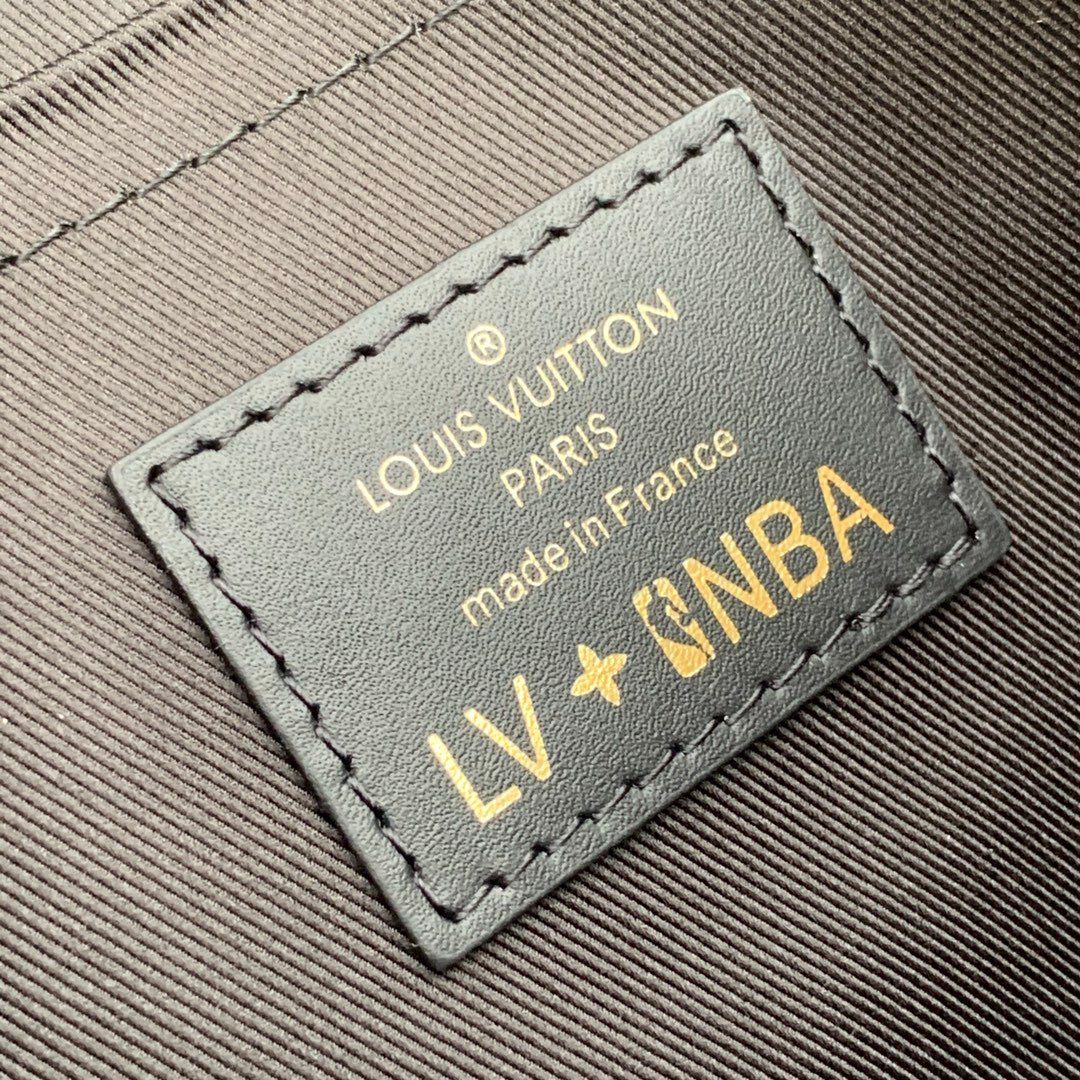 ®
LOUIS VUITTON
PARIS
made in France
LV NBA